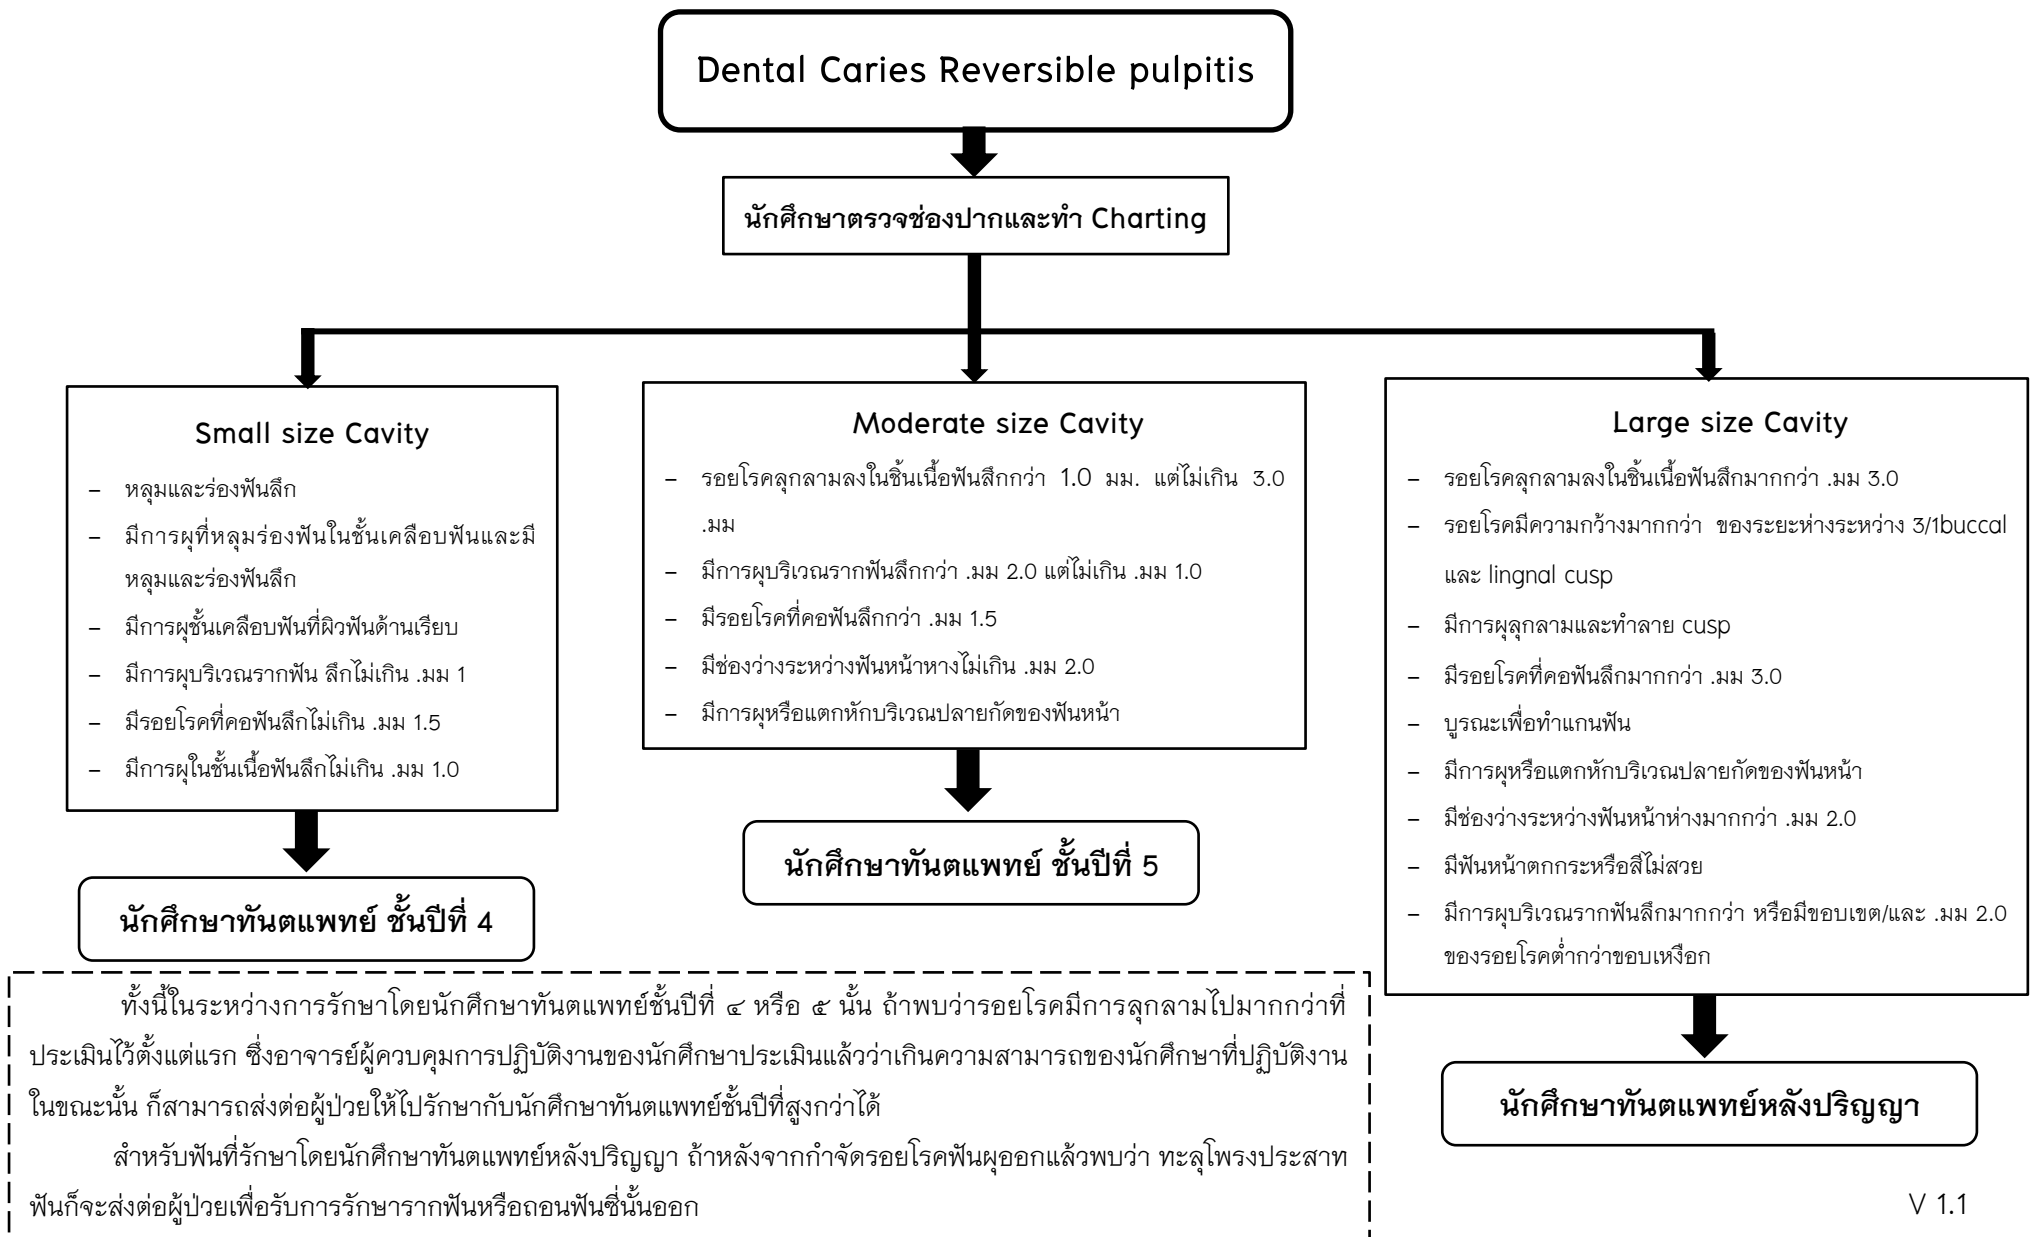 Dental Caries Reversible pulpitis
นักศึกษาตรวจช่องปากและทำ Charting
Small size Cavity
– หลุมและร่องฟันลึก
– มีการผุที่หลุมร่องฟันในชั้นเคลือบฟันและมี
หลุมและร่องฟันลึก
– มีการผุชั้นเคลือบฟันที่ผิวฟันด้านเรียบ
– มีการผุบริเวณรากฟัน ลึกไม่เกิน .มม 1
– มีรอยโรคที่คอฟันลึกไม่เกิน .มม 1.5
– มีการผุในชั้นเนื้อฟันลึกไม่เกิน .มม 1.0
นักศึกษาทันตแพทย์ ชั้นปีที่ 4
Moderate size Cavity
– รอยโรคลุกลามลงในชิ้นเนื้อฟันสึกกว่า 1.0 มม. แต่ไม่เกิน 3.0
.มม
– มีการผุบริเวณรากฟันลึกกว่า .มม 2.0 แต่ไม่เกิน .มม 1.0
– มีรอยโรคที่คอฟันลึกกว่า .มม 1.5
– มีช่องว่างระหว่างฟันหน้าหางไม่เกิน .มม 2.0
– มีการผุหรือแตกหักบริเวณปลายกัดของฟันหน้า
นักศึกษาทันตแพทย์ ชั้นปีที่ 5
Large size Cavity
– รอยโรคลุกลามลงในชิ้นเนื้อฟันสึกมากกว่า .มม 3.0
– รอยโรคมีความกว้างมากกว่า ของระยะห่างระหว่าง 3/1buccal
และ lingnal cusp
– มีการผุลุกลามและทำลาย cusp
– มีรอยโรคที่คอฟันลึกมากกว่า .มม 3.0
– บูรณะเพื่อทำแกนฟัน
– มีการผุหรือแตกหักบริเวณปลายกัดของฟันหน้า
– มีช่องว่างระหว่างฟันหน้าห่างมากกว่า .มม 2.0
– มีฟันหน้าตกกระหรือสีไม่สวย
– มีการผุบริเวณรากฟันลึกมากกว่า หรือมีขอบเขต/และ .มม 2.0
ของรอยโรคต่ำกว่าขอบเหงือก
นักศึกษาทันตแพทย์หลังปริญญา
ทั้งนี้ในระหว่างการรักษาโดยนักศึกษาทันตแพทย์ชั้นปีที่ ๔ หรือ ๕ นั้น ถ้าพบว่ารอยโรคมีการลุกลามไปมากกว่าที่
ประเมินไว้ตั้งแต่แรก ซึ่งอาจารย์ผู้ควบคุมการปฏิบัติงานของนักศึกษาประเมินแล้วว่าเกินความสามารถของนักศึกษาที่ปฏิบัติงาน
ในขณะนั้น ก็สามารถส่งต่อผู้ป่วยให้ไปรักษากับนักศึกษาทันตแพทย์ชั้นปีที่สูงกว่าได้
สำหรับฟันที่รักษาโดยนักศึกษาทันตแพทย์หลังปริญญา ถ้าหลังจากกำจัดรอยโรคฟันผุออกแล้วพบว่า ทะลุโพรงประสาท
ฟันก็จะส่งต่อผู้ป่วยเพื่อรับการรักษารากฟันหรือถอนฟันซี่นั้นออก
V 1.1